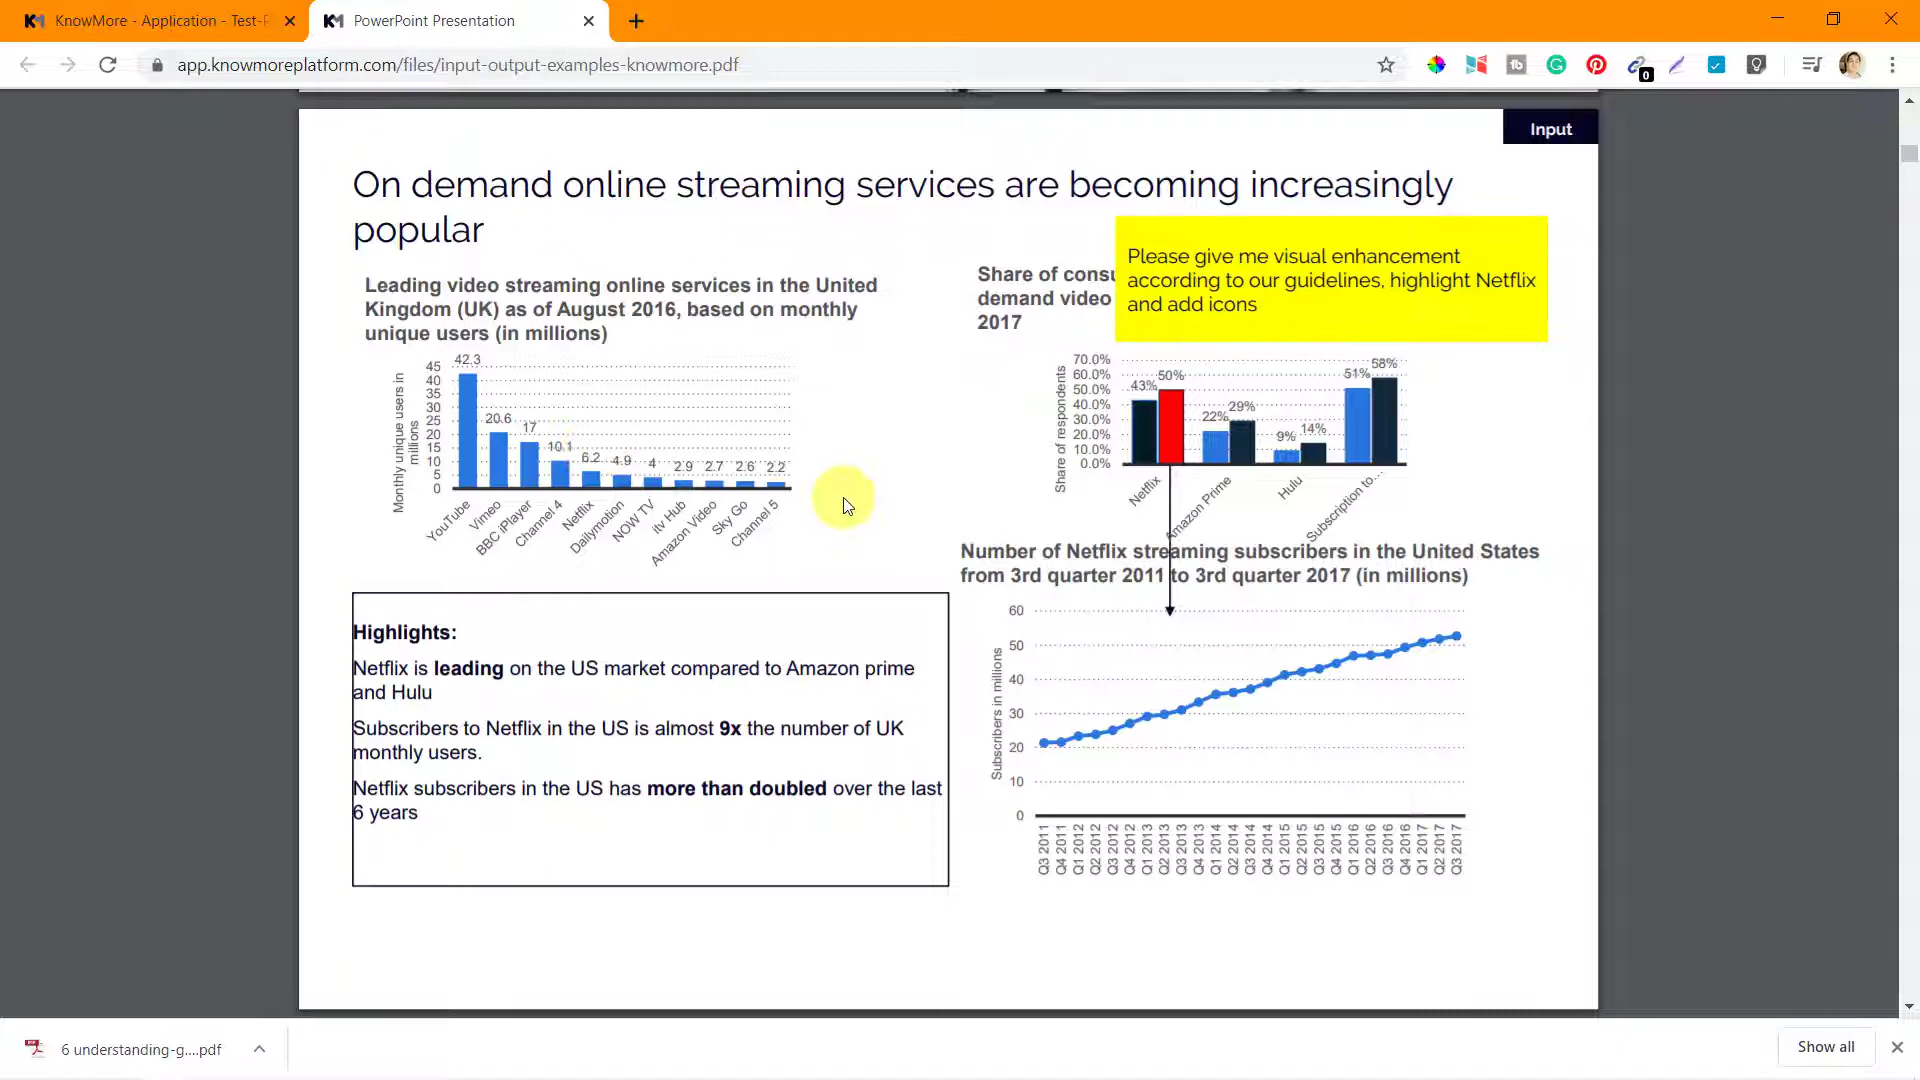 KnowMore - Application - Test-
PowerPoint Presentation
app.knowmoreplatform.com/files/input-output-examples-knowmore.pdf
0
Input
On demand online streaming services are becoming increasingly
popular
Please give me visual enhancement
according to our guidelines, highlight Netflix
and add icons
Leading video streaming online services in the United
Kingdom (UK) as of August 2016, based on monthly
unique users (in millions)
Monthly unique users in
millions
45
40
35
30
25
20
15
10
5
0
42.3
20.6
17
10.1
6.2
4.9
4
2.9
2.7
2.6
2.2
YouTube
Vimeo
BBC iPlayer
Channel 4
Netflix
Dailymotion
NOW TV
itv Hub
Amazon Video
Sky Go
Channel 5
Share of consu
demand video
2017
Share of respondents
70.0%
60.0%
50.0%
40.0%
30.0%
20.0%
10.0%
0.0%
43%
50%
22%
29%
9%
14%
51%
58%
Netflix
Amazon Prime
Hulu
Subscription to...
Highlights:
Netflix is leading on the US market compared to Amazon prime
and Hulu
Subscribers to Netflix in the US is almost 9x the number of UK
monthly users.
Netflix subscribers in the US has more than doubled over the last
6 years
Number of Netflix streaming subscribers in the United States
from 3rd quarter 2011 to 3rd quarter 2017 (in millions)
Subscribers in millions
60
50
40
30
20
10
0
Q3 2011
Q4 2011
Q1 2012
Q2 2012
Q3 2012
Q4 2012
Q1 2013
Q2 2013
Q3 2013
Q4 2013
Q1 2014
Q2 2014
Q3 2014
Q4 2014
Q1 2015
Q2 2015
Q3 2015
Q4 2015
Q1 2016
Q2 2016
Q3 2016
Q4 2016
Q1 2017
Q2 2017
Q3 2017
6 understanding-g....pdf
Show all